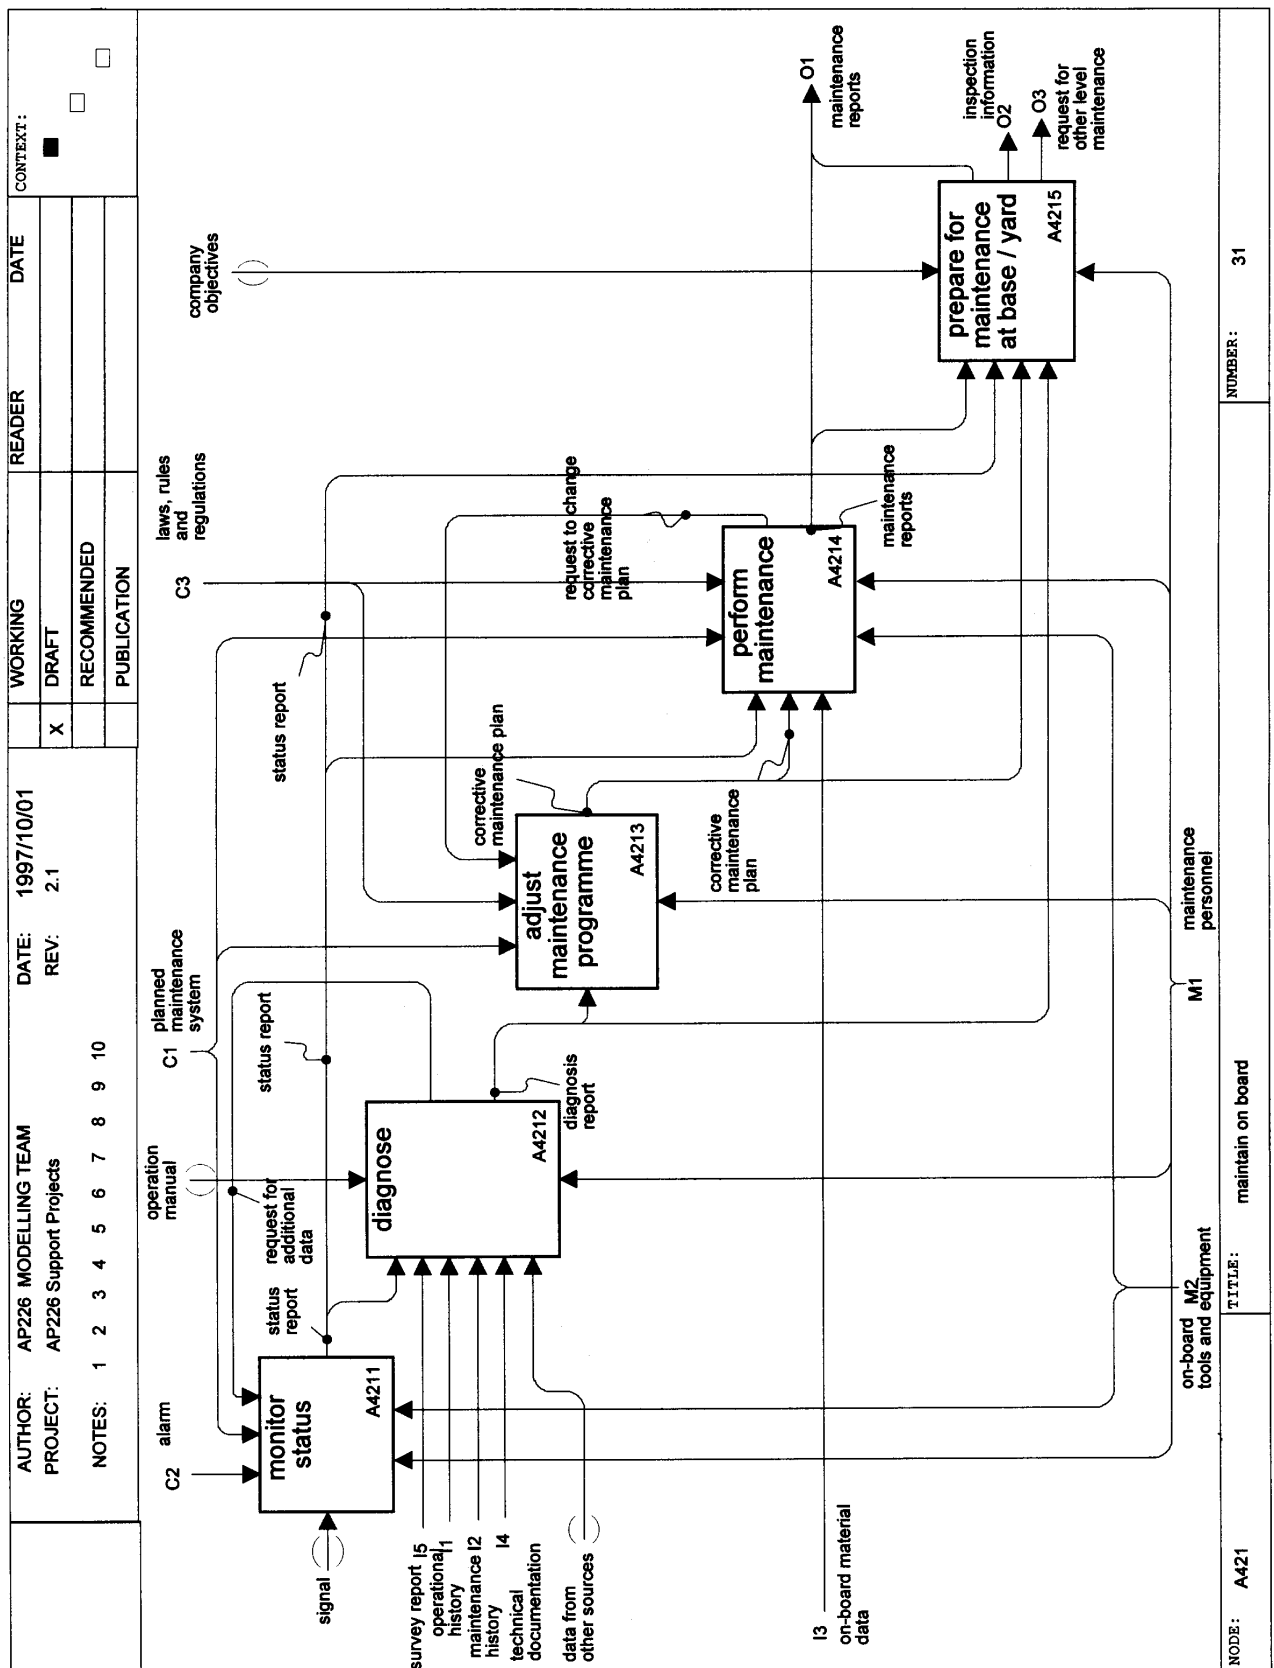 AUTHOR: AP226 MODELLING TEAM
DATE: 1997/10/01
PROJECT: AP226 Support Projects
REV: 2.1
NOTES: 1 2 3 4 5 6 7 8 9 10
WORKING
X DRAFT
RECOMMENDED
PUBLICATION
READER DATE
CONTEXT:
C2
alarm
operation
manual
C1
planned
maintenance
system
C3
laws, rules
and
regulations
company
objectives
signal
monitor
status
A4211
status
report
request for
additional
data
status report
status report
survey report I5
operational I1
history
maintenance I2
history
I4
technical
documentation
data from
other sources
diagnose
A4212
diagnosis
report
adjust
maintenance
programme
A4213
corrective
maintenance plan
corrective
maintenance
plan
request to change
corrective
maintenance
plan
perform
maintenance
A4214
maintenance
reports
prepare for
maintenance
at base / yard
A4215
O1
maintenance
reports
inspection
information
O2
O3
request for
other level
maintenance
I3
on-board material
data
M2
on-board
tools and equipment
M1
maintenance
personnel
NODE: A421
TITLE: maintain on board
NUMBER: 31